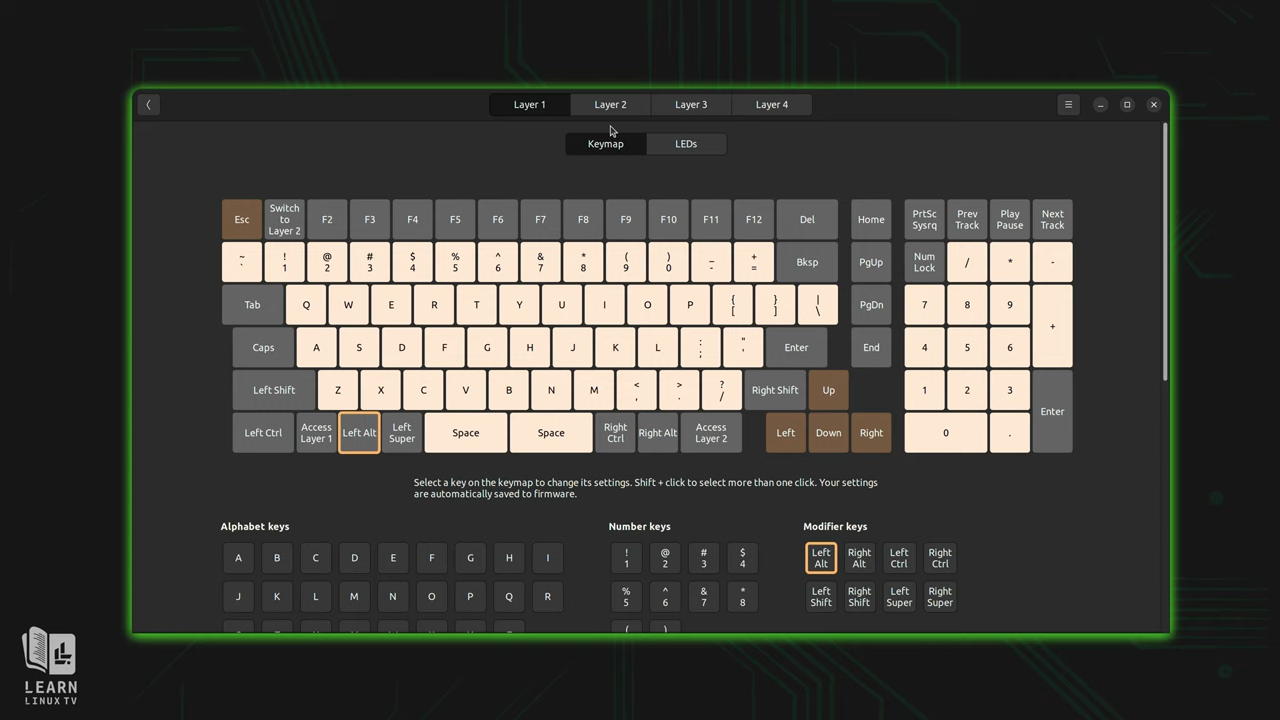 Layer 1 Layer 2 Layer 3 Layer 4
Keymap LEDs
Esc Switch to Layer 2 F2 F3 F4 F5 F6 F7 F8 F9 F10 F11 F12 Del Home PrtSc Sysrq Prev Track Play Pause Next Track
~ ` ! 1 @ 2 # 3 $ 4 % 5 ^ 6 & 7 * 8 ( 9 ) 0 _ - + = Bksp PgUp Num Lock / * -
Tab Q W E R T Y U I O P { [ } ] | \ PgDn 7 8 9 +
Caps A S D F G H J K L : ; " ' Enter End 4 5 6
Left Shift Z X C V B N M < , > . ? / Right Shift Up 1 2 3 Enter
Left Ctrl Access Layer 1 Left Alt Left Super Space Space Right Ctrl Right Alt Access Layer 2 Left Down Right 0 .
Select a key on the keymap to change its settings. Shift + click to select more than one click. Your settings
are automatically saved to firmware.
Alphabet keys Number keys Modifier keys
A B C D E F G H I ! 1 @ 2 # 3 $ 4 Left Alt Right Alt Left Ctrl Right Ctrl
J K L M N O P Q R % 5 ^ 6 & 7 * 8 Left Shift Right Shift Left Super Right Super
( )
LEARN
LINUX TV